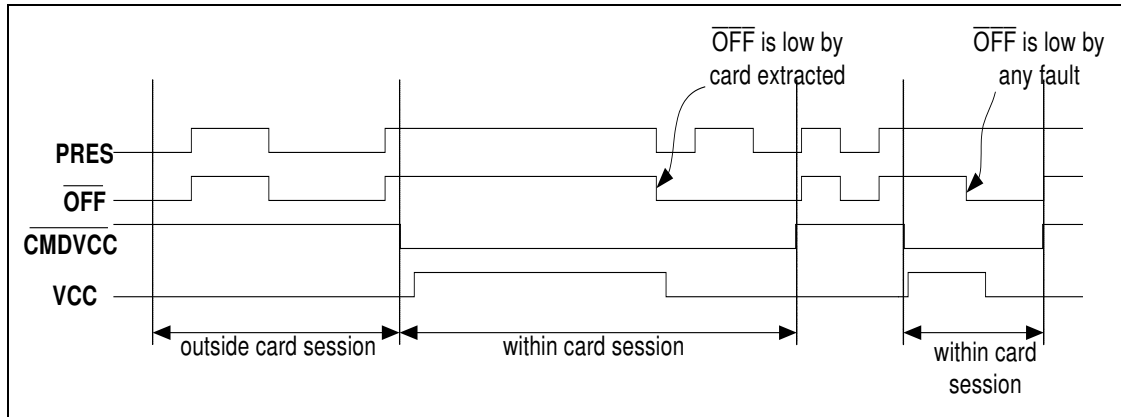 OFF is low by
card extracted
OFF is low by
any fault
PRES
OFF
CMDVCC
VCC
outside card session
within card session
within card
session